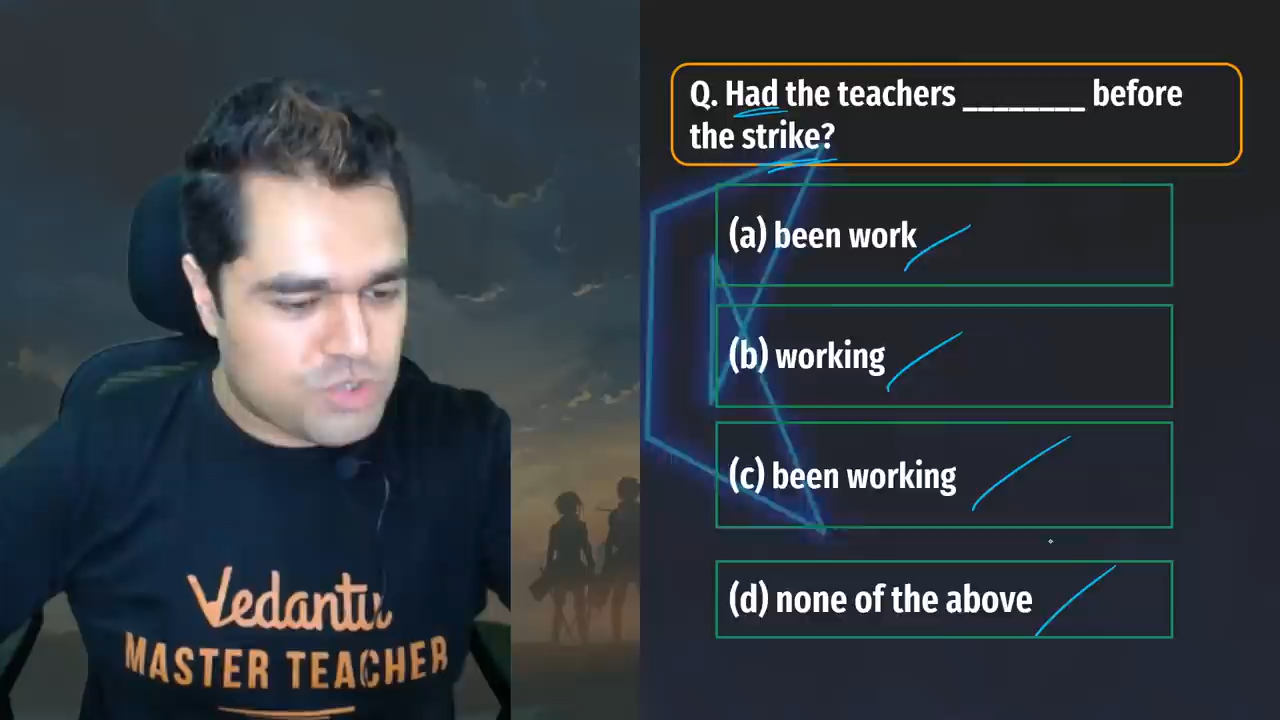 Vedantu
MASTER TEACHER
Q. Had the teachers ________ before
the strike?
(a) been work
(b) working
(c) been working
(d) none of the above